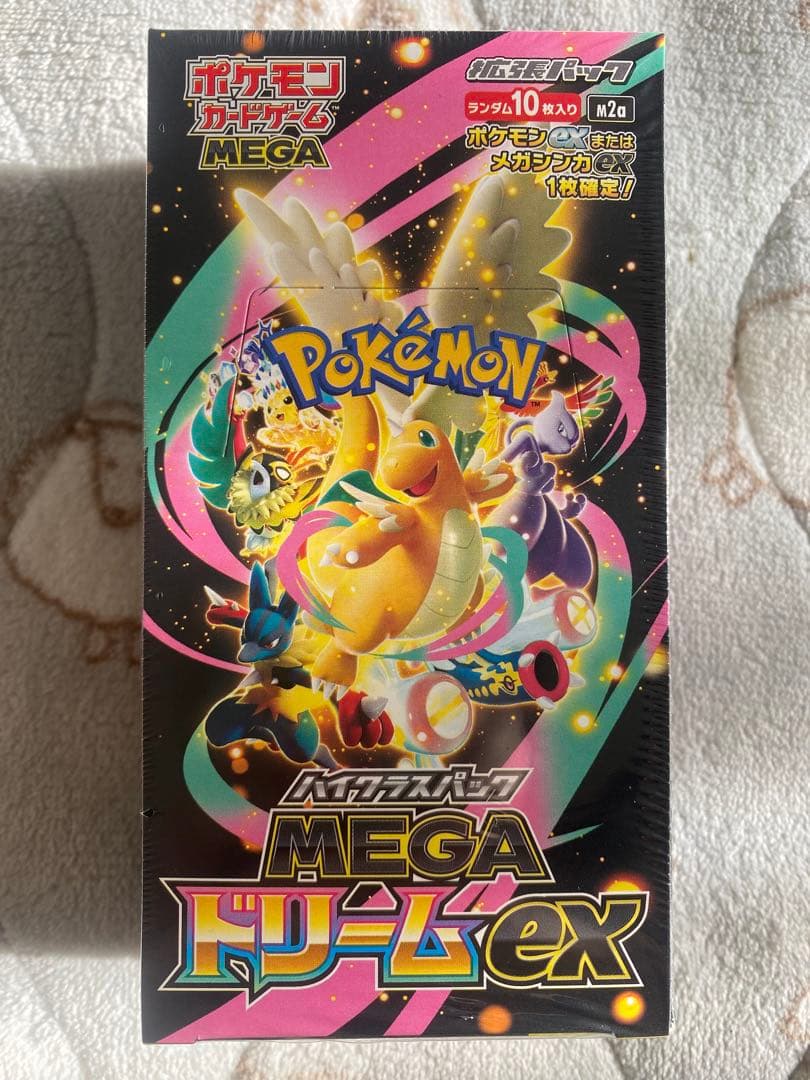 ポケモン
カードゲーム™
MEGA
拡張パック
ランダム10枚入り
M2a
ポケモンexまたは
メガシンカex
1枚確定!
POKÉMON™
ハイクラスパック
MEGA
ドリームex